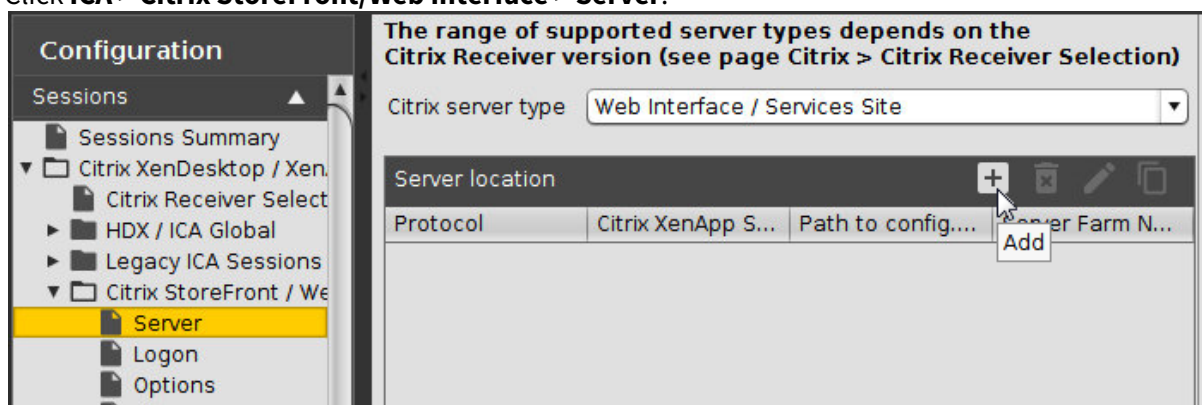 Click ICA > Citrix StoreFront/Web Interface > Server.
Configuration
Sessions
Sessions Summary
Citrix XenDesktop / Xen
Citrix Receiver Select
HDX / ICA Global
Legacy ICA Sessions
Citrix StoreFront / We
Server
Logon
Options
The range of supported server types depends on the
Citrix Receiver version (see page Citrix > Citrix Receiver Selection)
Citrix server type Web Interface / Services Site
Server location
Protocol Citrix XenApp S... Path to config.... Server Farm N...
Add